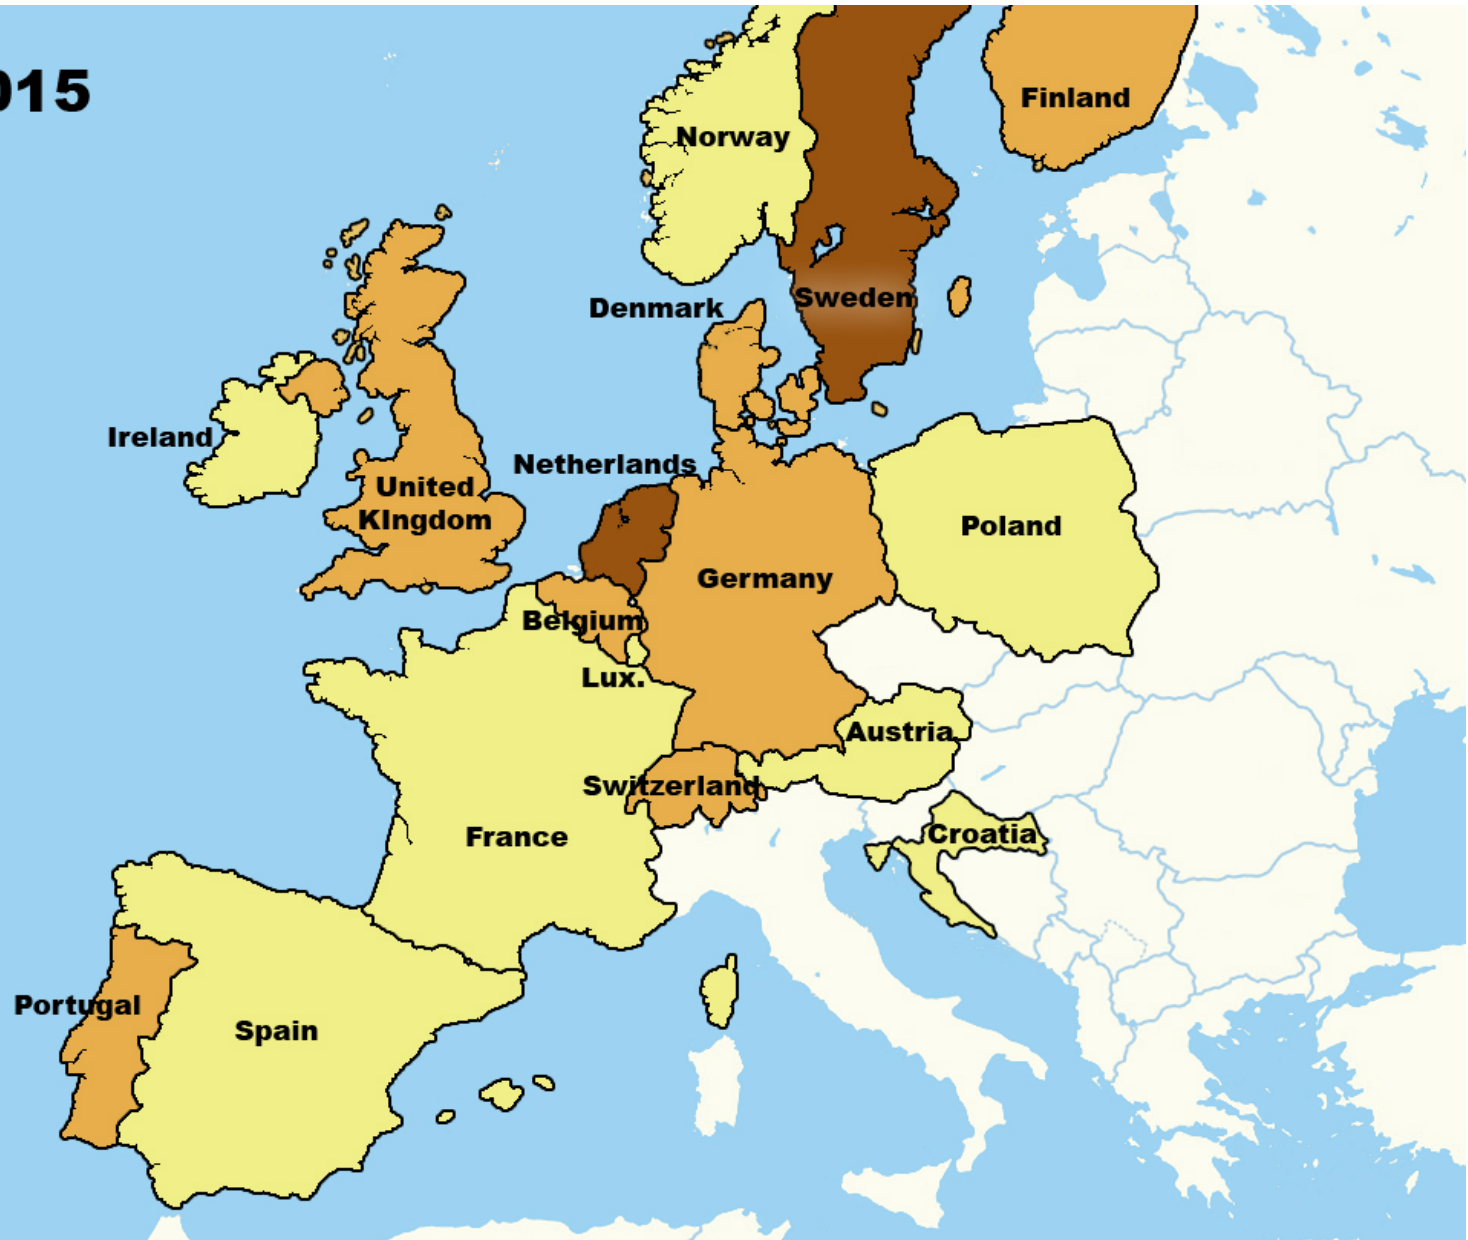 015
Finland
Norway
Sweden
Denmark
Ireland
Netherlands
United
KIngdom
Poland
Germany
Belgium
Lux.
Austria
Switzerland
France
Croatia
Portugal
Spain